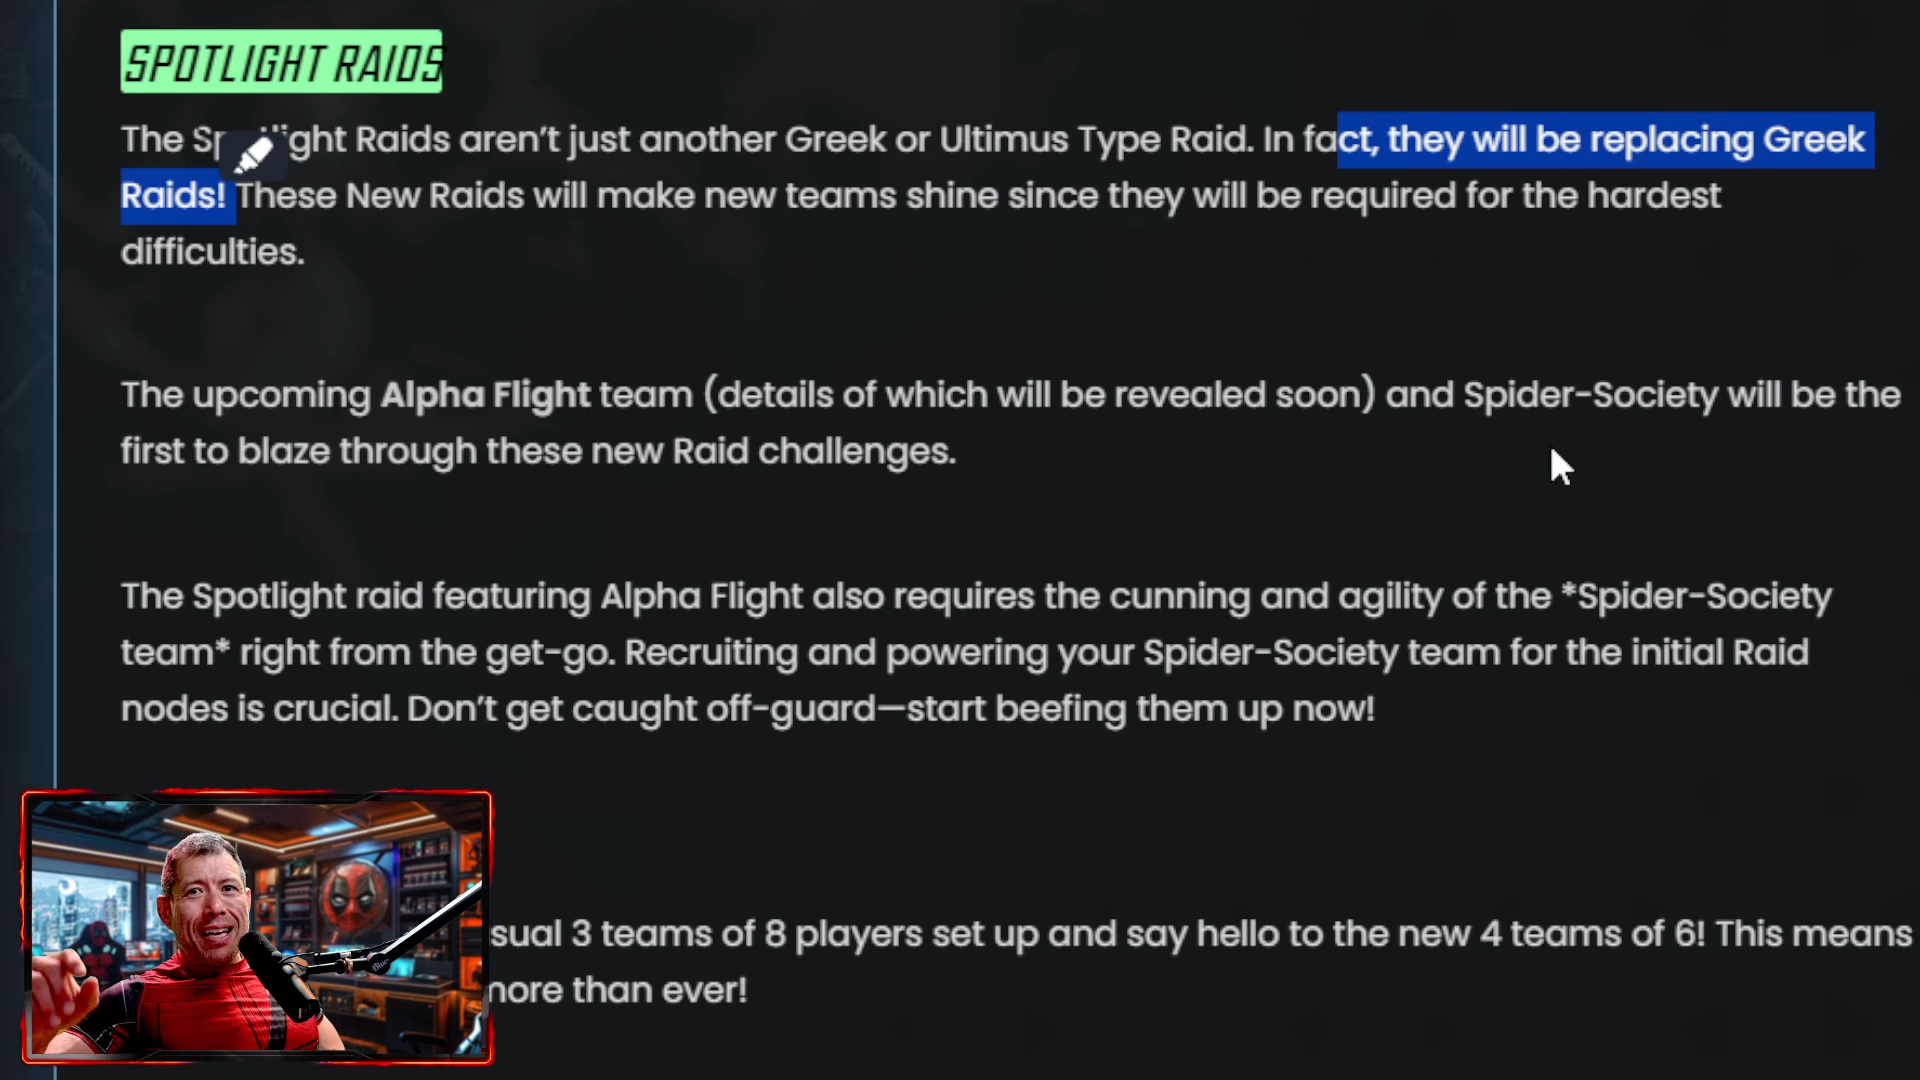 SPOTLIGHT RAIDS
The Spotlight Raids aren't just another Greek or Ultimus Type Raid. In fact, they will be replacing Greek
Raids! These New Raids will make new teams shine since they will be required for the hardest
difficulties.
The upcoming Alpha Flight team (details of which will be revealed soon) and Spider-Society will be the
first to blaze through these new Raid challenges.
The Spotlight raid featuring Alpha Flight also requires the cunning and agility of the *Spider-Society
team* right from the get-go. Recruiting and powering your Spider-Society team for the initial Raid
nodes is crucial. Don't get caught off-guard—start beefing them up now!
sual 3 teams of 8 players set up and say hello to the new 4 teams of 6! This means
more than ever!